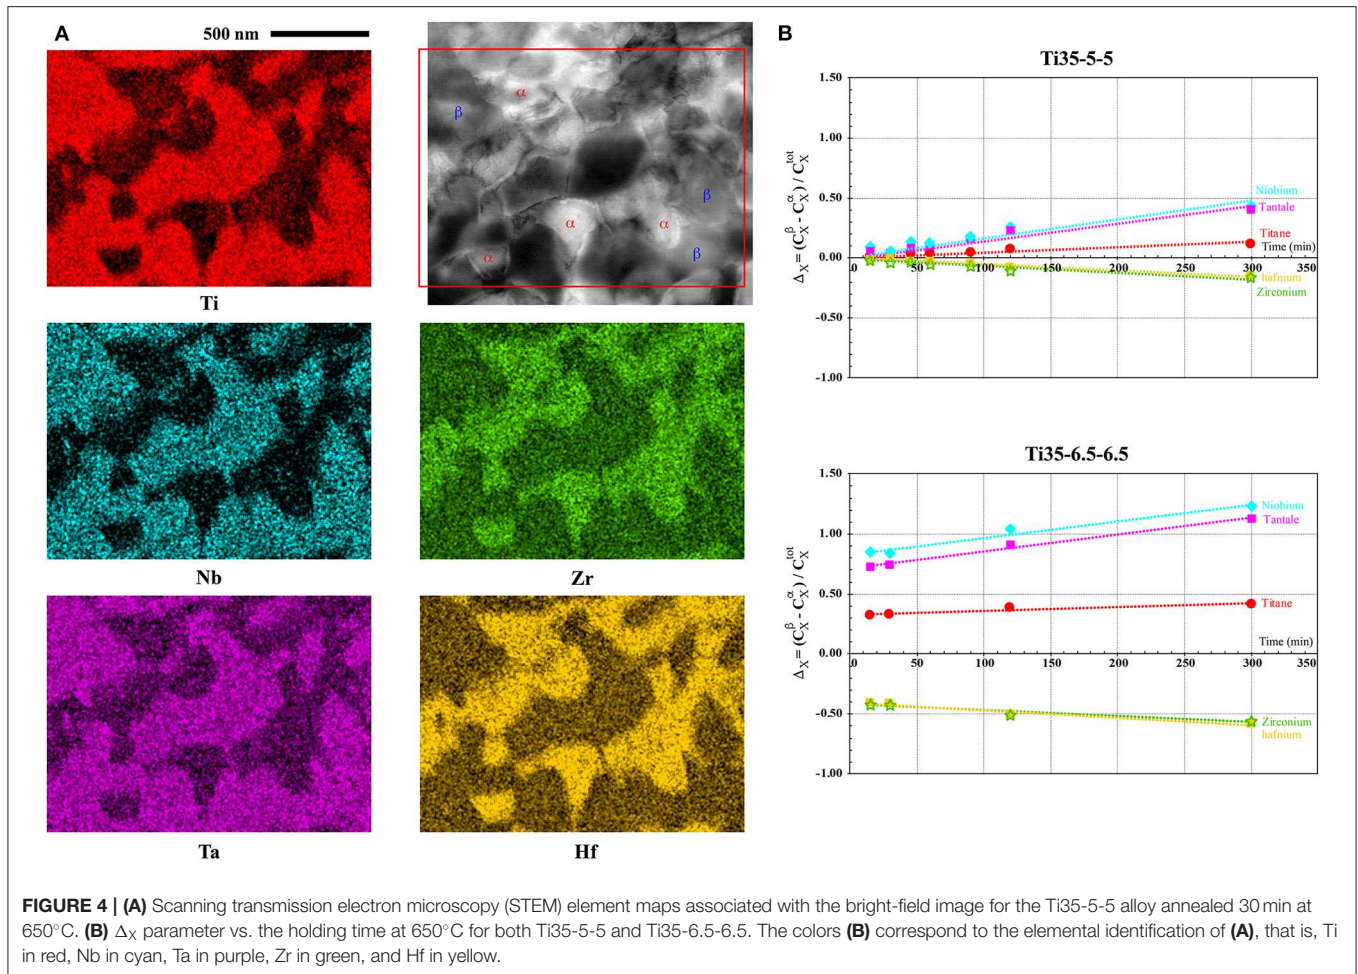 A
500 nm
α
β
β
α
α
β
α
Ti
Nb
Zr
Ta
Hf
B
Ti35-5-5
Δ_X = (C_X^β - C_X^α) / C_X^tot
1.50
1.00
0.50
0.00
-0.50
-1.00
Niobium
Tantale
Titane
Time (min)
0 50 100 150 200 250 300 350
hafnium
Zirconium
Ti35-6.5-6.5
Δ_X = (C_X^β - C_X^α) / C_X^tot
1.50
1.00
0.50
0.00
-0.50
-1.00
Niobium
Tantale
Titane
Time (min)
0 50 100 150 200 250 300 350
Zirconium
hafnium
FIGURE 4 | (A) Scanning transmission electron microscopy (STEM) element maps associated with the bright-field image for the Ti35-5-5 alloy annealed 30 min at
650°C. (B) Δ_X parameter vs. the holding time at 650°C for both Ti35-5-5 and Ti35-6.5-6.5. The colors (B) correspond to the elemental identification of (A), that is, Ti
in red, Nb in cyan, Ta in purple, Zr in green, and Hf in yellow.